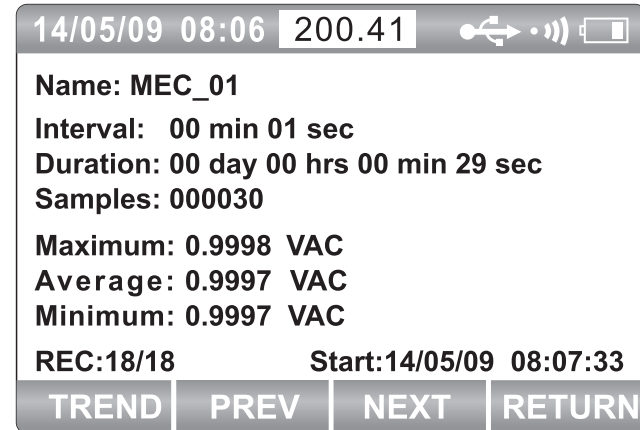 14/05/09 08:06 200.41
Name: MEC_01
Interval: 00 min 01 sec
Duration: 00 day 00 hrs 00 min 29 sec
Samples: 000030
Maximum: 0.9998 VAC
Average: 0.9997 VAC
Minimum: 0.9997 VAC
REC:18/18 Start:14/05/09 08:07:33
TREND PREV NEXT RETURN